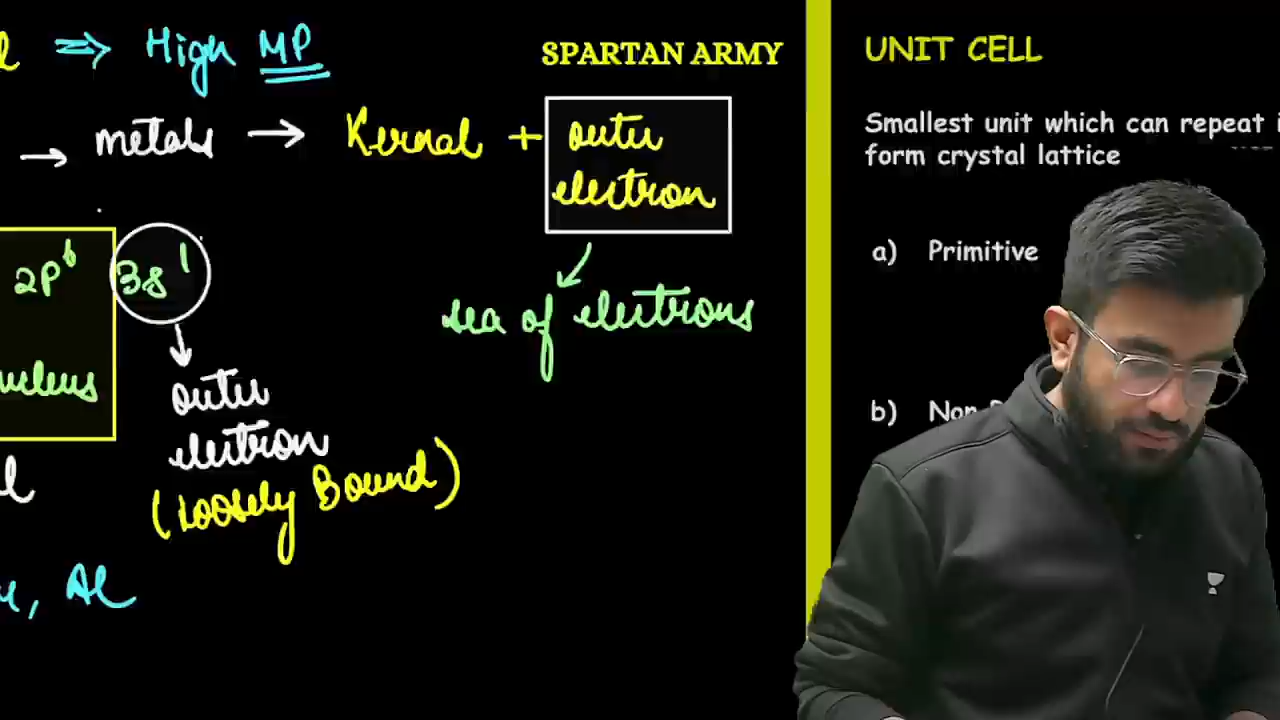 ⇒ High MP
SPARTAN ARMY
→ metals → Kernal + outer
electron
2p⁶ 3s¹
sea of electrons
nucleus
outer
electron
(Loosely Bound)
, Al
UNIT CELL
Smallest unit which can repeat
form crystal lattice
a) Primitive
b) Non